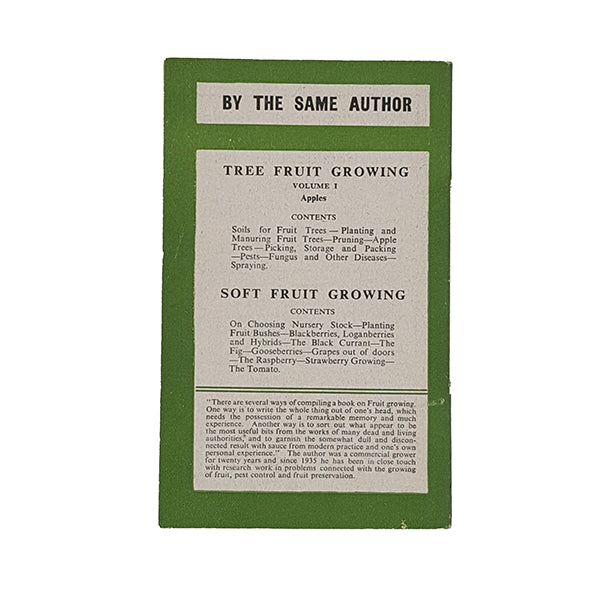 BY THE SAME AUTHOR
TREE FRUIT GROWING
VOLUME I
Apples
CONTENTS
Soils for Fruit Trees — Planting and
Manuring Fruit Trees—Pruning—Apple
Trees — Picking, Storage and Packing
—Pests—Fungus and Other Diseases—
Spraying.
SOFT FRUIT GROWING
CONTENTS
On Choosing Nursery Stock—Planting
Fruit Bushes—Blackberries, Loganberries
and Hybrids—The Black Currant—The
Fig—Gooseberries—Grapes out of doors
—The Raspberry—Strawberry Growing—
The Tomato.
"There are several ways of compiling a book on Fruit growing.
One way is to write the whole thing out of one's head, which
needs the possession of a remarkable memory and much
experience. Another way is to sort out what appear to be
the most useful bits from the works of many dead and living
authorities, and to garnish the somewhat dull and discon-
nected result with sauce from modern practice and one's own
personal experience." The author was a commercial grower
for twenty years and since 1935 he has been in close touch
with research work in problems connected with the growing
of fruit, pest control and fruit preservation.